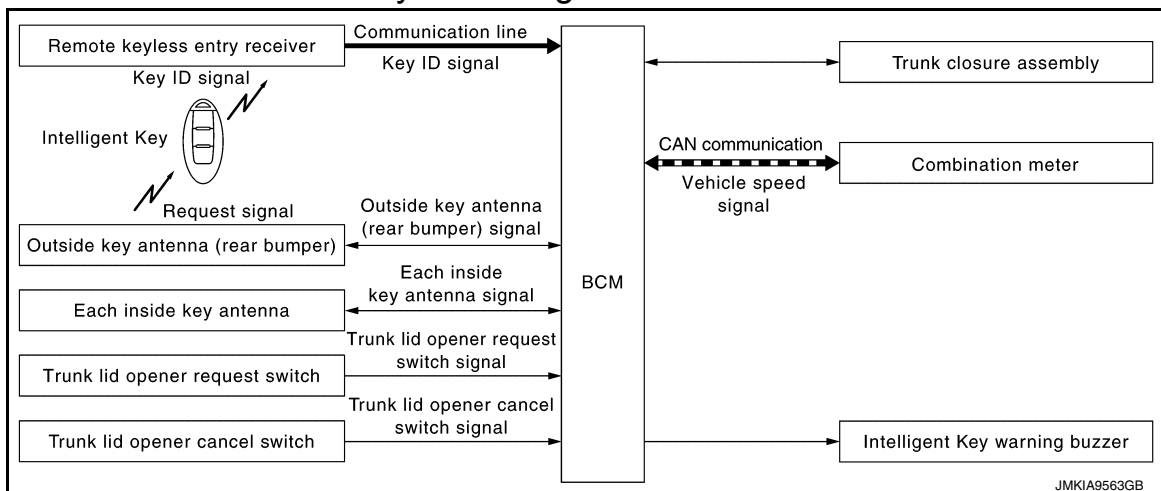 Remote keyless entry receiver
Communication line
Key ID signal
Key ID signal
Intelligent Key
Request signal
Outside key antenna (rear bumper)
Outside key antenna
(rear bumper) signal
Each inside key antenna
Each inside
key antenna signal
Trunk lid opener request switch
Trunk lid opener request
switch signal
Trunk lid opener cancel switch
Trunk lid opener cancel
switch signal
BCM
Trunk closure assembly
CAN communication
Vehicle speed
signal
Combination meter
Intelligent Key warning buzzer
JMKIA9563GB